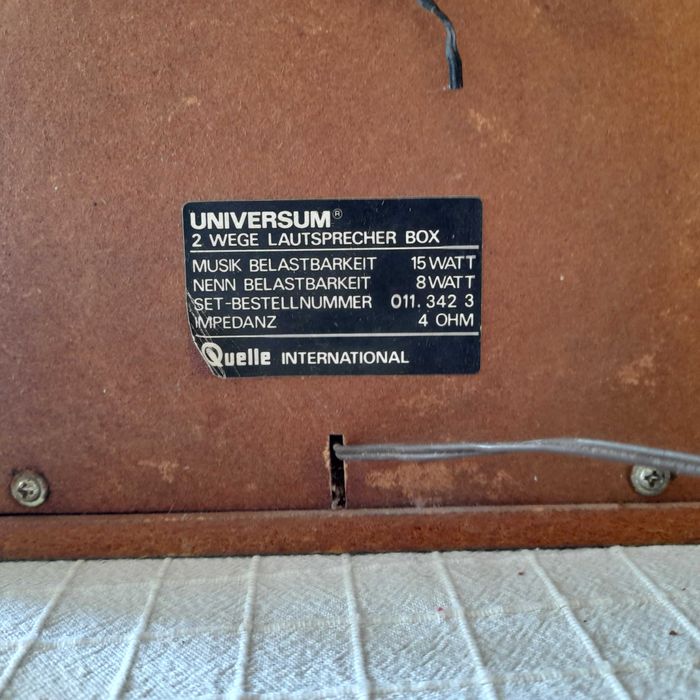 UNIVERSUM®
2 WEGE LAUTSPRECHER BOX
MUSIK BELASTBARKEIT 15 WATT
NENN BELASTBARKEIT 8 WATT
SET-BESTELLNUMMER 011. 342 3
IMPEDANZ 4 OHM
Quelle INTERNATIONAL